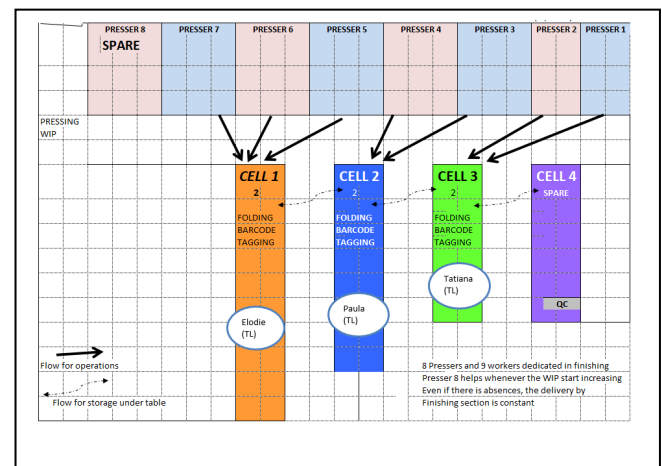 PRESSER 8 PRESSER 7 PRESSER 6 PRESSER 5 PRESSER 4 PRESSER 3 PRESSER 2 PRESSER 1
SPARE
PRESSING
WIP
CELL 1 CELL 2 CELL 3 CELL 4
2 2 2 SPARE
FOLDING FOLDING FOLDING
BARCODE BARCODE BARCODE
TAGGING TAGGING TAGGING
Tatiana
(TL)
QC
Paula
(TL)
Elodie
(TL)
Flow for operations
Flow for storage under table
8 Pressers and 9 workers dedicated in finishing
Presser 8 helps whenever the WIP start increasing
Even if there is absences, the delivery by
Finishing section is constant